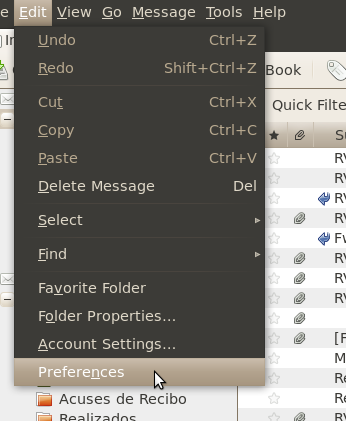 Edit View Go Message Tools Help
Undo Ctrl+Z
Redo Shift+Ctrl+Z
Book
Cut Ctrl+X
Quick Filte
Copy Ctrl+C
Paste Ctrl+V
Delete Message Del
Select
Find
Favorite Folder
Folder Properties...
Account Settings...
Preferences
Acuses de Recibo
Realizados